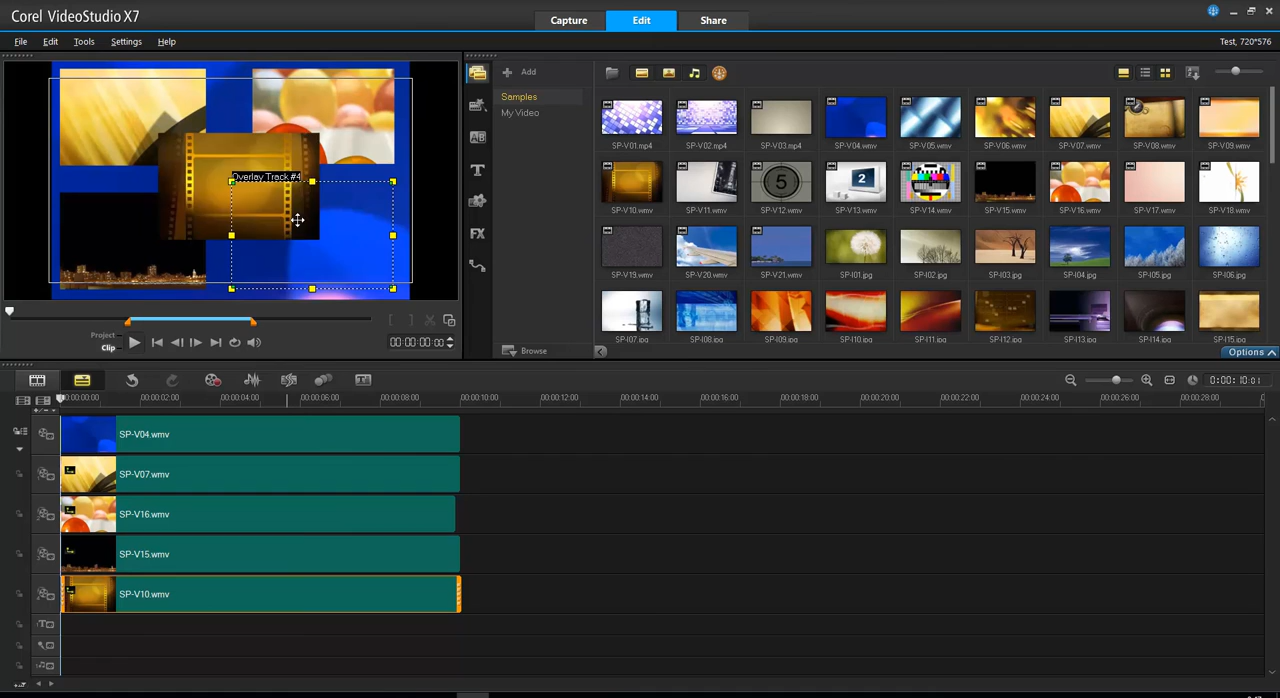 Corel VideoStudio X7
Capture
Edit
Share
File
Edit
Tools
Settings
Help
Test, 720*576
Overlay Track #4
Project
Clip
00:00:00:00
Add
Samples
My Video
Browse
SP-V01.mp4
SP-V02.mp4
SP-V03.mp4
SP-V04.wmv
SP-V05.wmv
SP-V06.wmv
SP-V07.wmv
SP-V08.wmv
SP-V09.wmv
SP-V10.wmv
SP-V11.wmv
SP-V12.wmv
SP-V13.wmv
SP-V14.wmv
SP-V15.wmv
SP-V16.wmv
SP-V17.wmv
SP-V18.wmv
SP-V19.wmv
SP-V20.wmv
SP-V21.wmv
SP-I01.jpg
SP-I02.jpg
SP-I03.jpg
SP-I04.jpg
SP-I05.jpg
SP-I06.jpg
SP-I07.jpg
SP-I08.jpg
SP-I09.jpg
SP-I10.jpg
SP-I11.jpg
SP-I12.jpg
SP-I13.jpg
SP-I14.jpg
SP-I15.jpg
Options
0:00:10:01
00:00:00:00
00:00:02:00
00:00:04:00
00:00:06:00
00:00:08:00
00:00:10:00
00:00:12:00
00:00:14:00
00:00:16:00
00:00:18:00
00:00:20:00
00:00:22:00
00:00:24:00
00:00:26:00
00:00:28:00
SP-V04.wmv
SP-V07.wmv
SP-V16.wmv
SP-V15.wmv
SP-V10.wmv